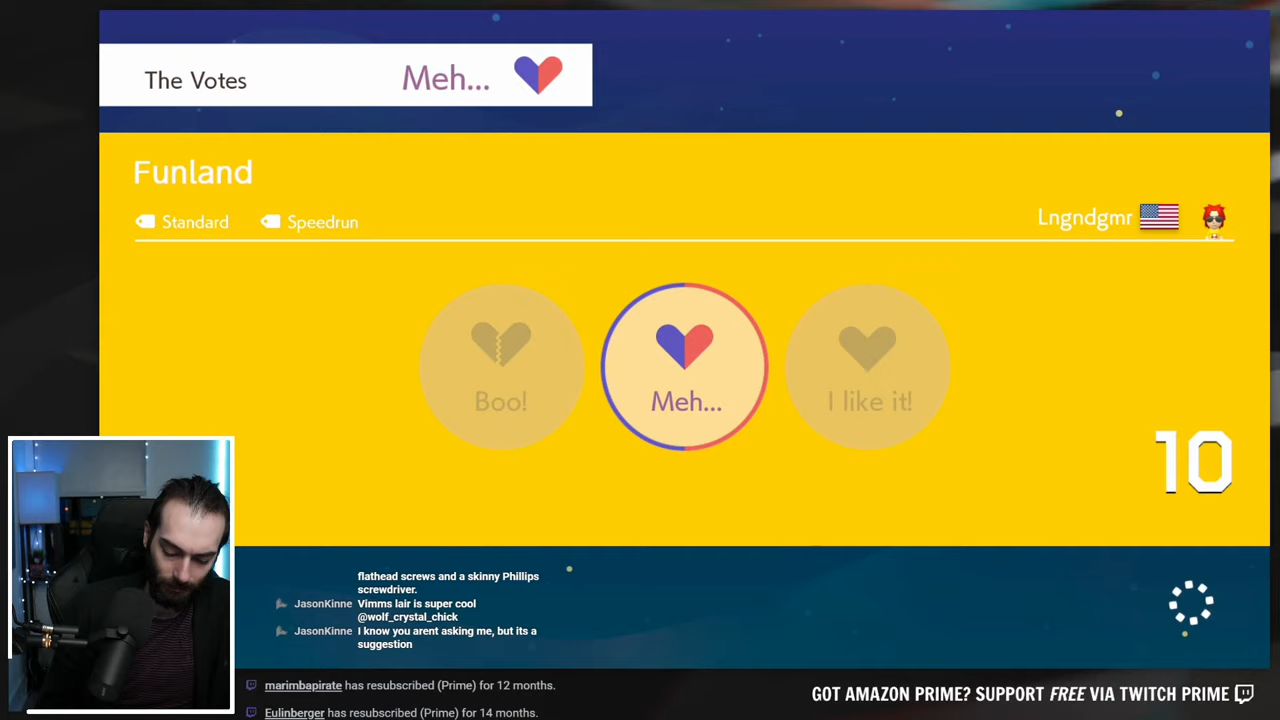 The Votes
Meh...
Funland
Standard
Speedrun
Lngndgmr
Boo!
Meh...
I like it!
10
flathead screws and a skinny Phillips
screwdriver.
JasonKinne Vimms lair is super cool
@wolf_crystal_chick
JasonKinne I know you arent asking me, but its a
suggestion
marimbapirate has resubscribed (Prime) for 12 months.
Eulinberger has resubscribed (Prime) for 14 months.
GOT AMAZON PRIME? SUPPORT FREE VIA TWITCH PRIME